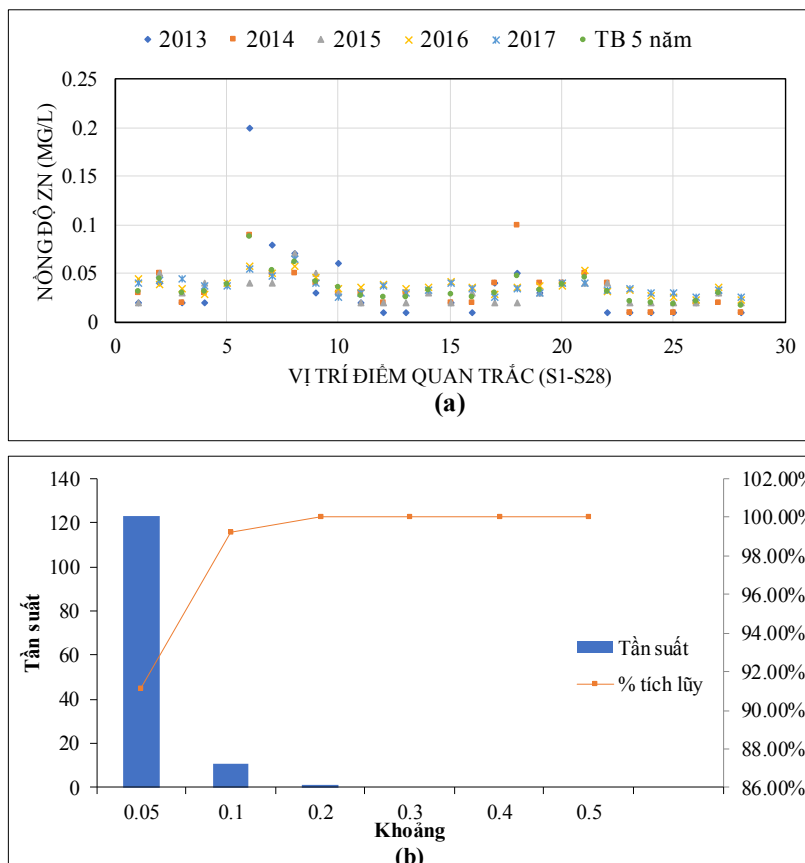 2013 2014 2015 2016 2017 TB 5 năm
0.25
0.2
0.15
0.1
0.05
0
NỒNG ĐỘ ZN (MG/L)
0 5 10 15 20 25 30
VỊ TRÍ ĐIỂM QUAN TRẮC (S1-S28)
(a)
140
120
100
80
60
40
20
0
Tần suất
102.00%
100.00%
98.00%
96.00%
94.00%
92.00%
90.00%
88.00%
86.00%
Tần suất
% tích lũy
0.05 0.1 0.2 0.3 0.4 0.5
Khoảng
(b)